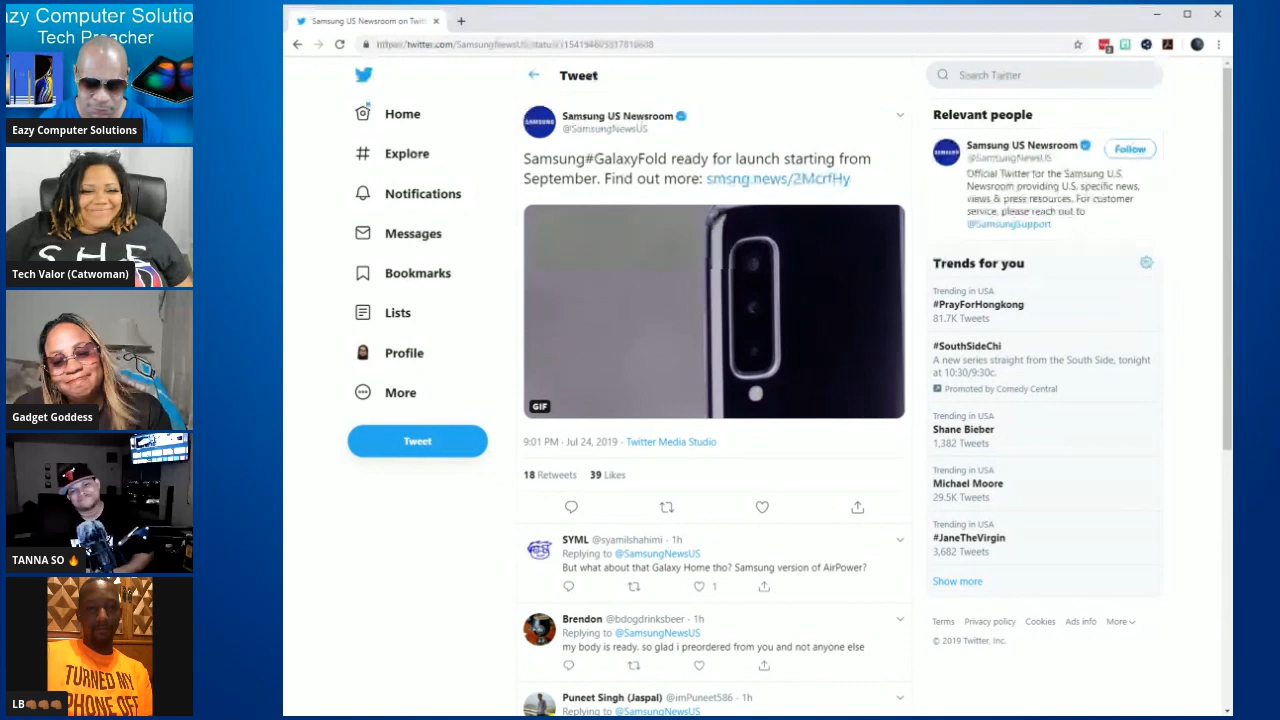 Eazy Computer Solutio
Tech Preacher
Eazy Computer Solutions
S H E
Tech Valor (Catwoman)
Gadget Goddess
TANNA SO 🔥
TURNED MY
PHONE OFF
LB👊🏾👊🏾👊🏾
Samsung US Newsroom on Twitt
Home
Explore
Notifications
Messages
Bookmarks
Lists
Profile
More
Tweet
Tweet
Samsung US Newsroom
@SamsungNewsUS
Samsung#GalaxyFold ready for launch starting from
September. Find out more: smsng.news/2McrfHy
GIF
9:01 PM · Jul 24, 2019 · Twitter Media Studio
18 Retweets 39 Likes
SYML @syamilshahimi · 1h
Replying to @SamsungNewsUS
But what about that Galaxy Home tho? Samsung version of AirPower?
1
Brendon @bdogdrinksbeer · 1h
Replying to @SamsungNewsUS
my body is ready. so glad i preordered from you and not anyone else
Puneet Singh (Jaspal) @imPuneet586 · 1h
Replying to @SamsungNewsUS
Search Twitter
Relevant people
SAMSUNG
Samsung US Newsroom
@SamsungNewsUS
Follow
Official Twitter for the Samsung U.S.
Newsroom providing U.S. specific news,
views & press resources. For customer
service, please reach out to
@SamsungSupport
Trends for you
Trending in USA
#PrayForHongkong
81.7K Tweets
#SouthSideChi
A new series straight from the South Side, tonight
at 10:30/9:30c.
Promoted by Comedy Central
Trending in USA
Shane Bieber
1,382 Tweets
Trending in USA
Michael Moore
29.5K Tweets
Trending in USA
#JaneTheVirgin
3,682 Tweets
Show more
Terms Privacy policy Cookies Ads info More
© 2019 Twitter, Inc.